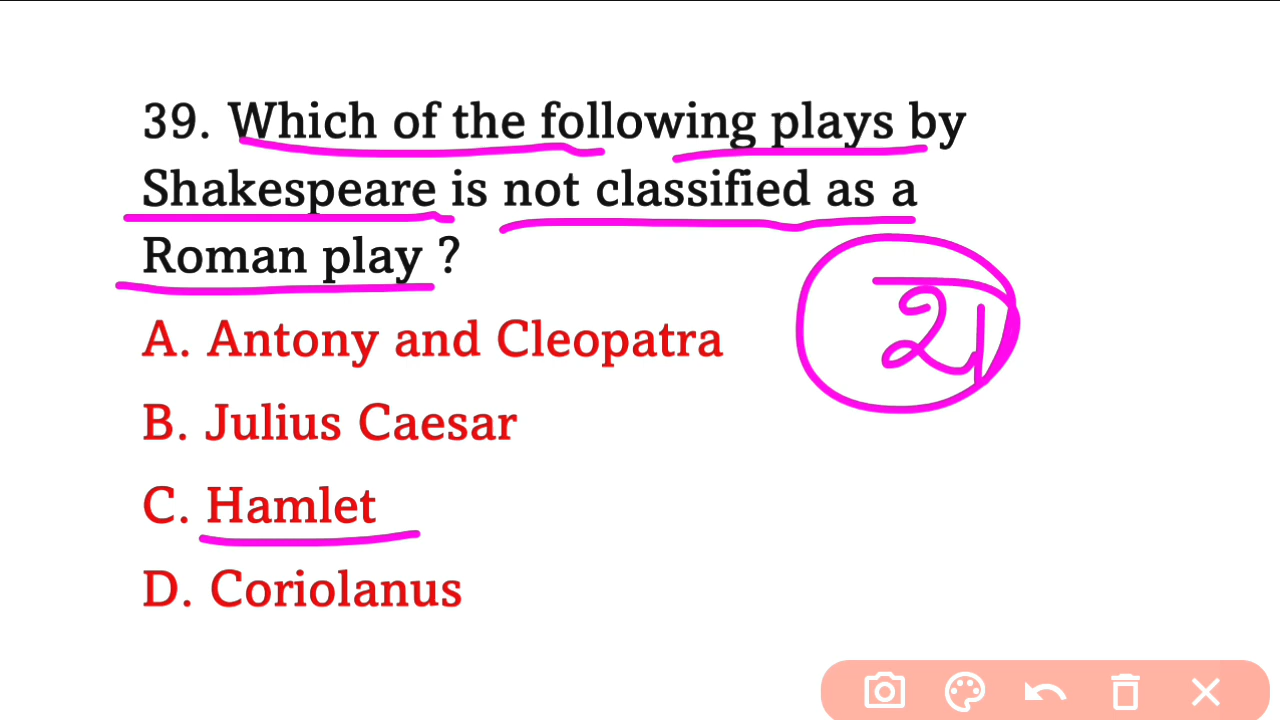 39. Which of the following plays by
Shakespeare is not classified as a
Roman play ?
A. Antony and Cleopatra
B. Julius Caesar
C. Hamlet
D. Coriolanus